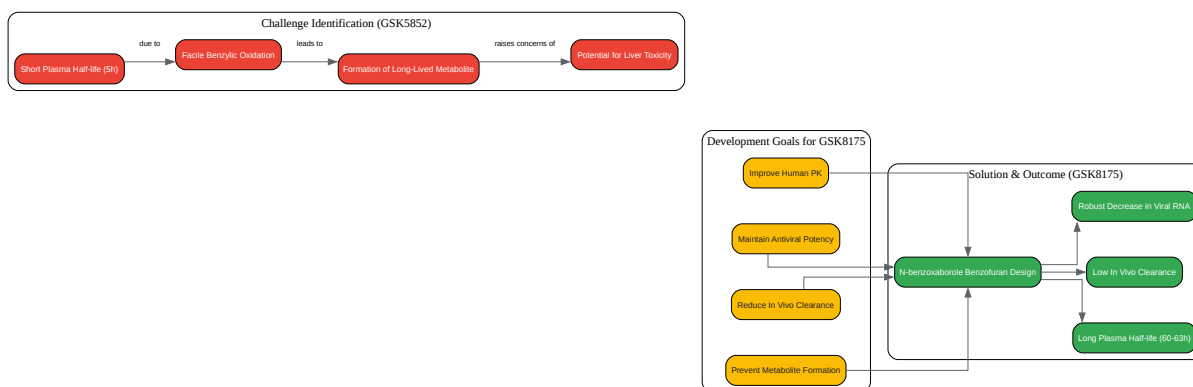 Challenge Identification (GSK5852)
due to
leads to
raises concerns of
Short Plasma Half-life (5h)
Facile Benzylic Oxidation
Formation of Long-Lived Metabolite
Potential for Liver Toxicity
Development Goals for GSK8175
Improve Human PK
Maintain Antiviral Potency
Reduce In Vivo Clearance
Prevent Metabolite Formation
Solution & Outcome (GSK8175)
N-benzoxaborole Benzofuran Design
Robust Decrease in Viral RNA
Low In Vivo Clearance
Long Plasma Half-life (60-63h)